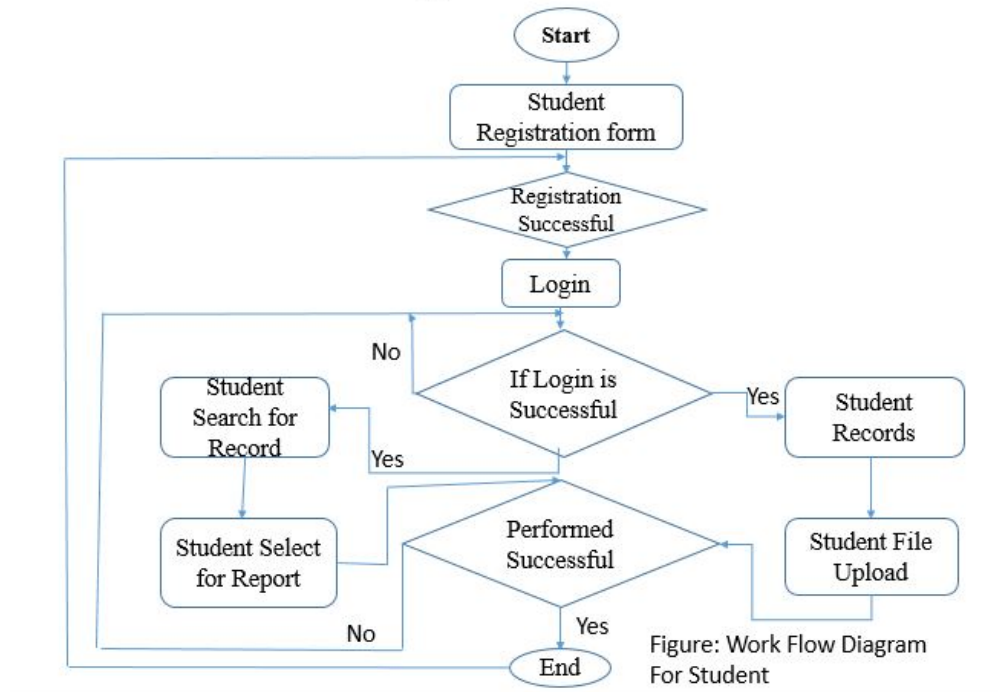 Start
Student
Registration form
Registration
Successful
Login
No
If Login is
Successful
Yes
Student
Records
Student
Search for
Record
Yes
Student Select
for Report
Performed
Successful
Student File
Upload
No
Yes
End
Figure: Work Flow Diagram
For Student